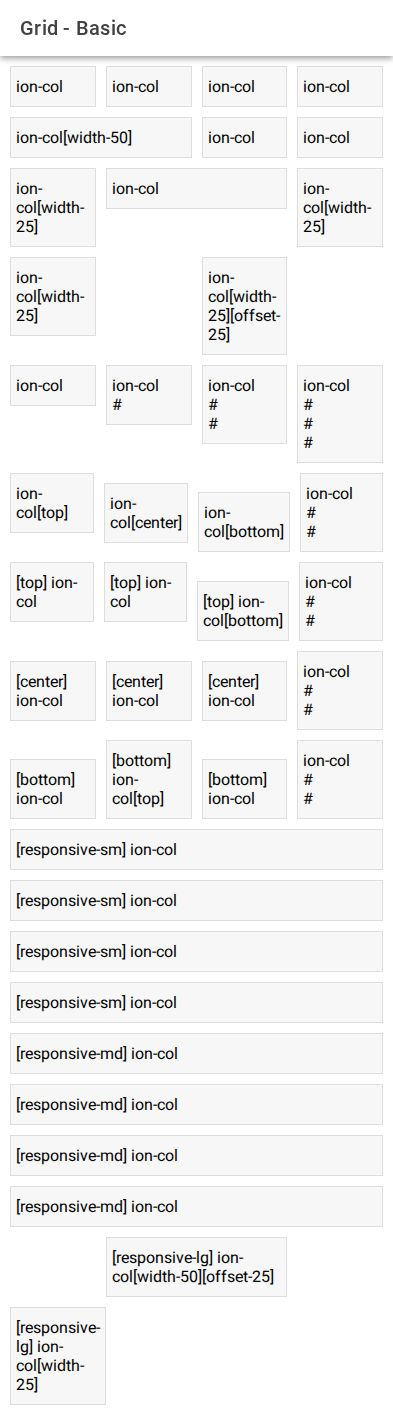 Grid - Basic
ion-col
ion-col
ion-col
ion-col
ion-col[width-50]
ion-col
ion-col
ion-
col[width-
25]
ion-col
ion-
col[width-
25]
ion-
col[width-
25]
ion-
col[width-
25][offset-
25]
ion-col
ion-col
#
ion-col
#
#
ion-col
#
#
#
ion-
col[top]
ion-
col[center]
ion-
col[bottom]
ion-col
#
#
[top] ion-
col
[top] ion-
col
[top] ion-
col[bottom]
ion-col
#
#
[center]
ion-col
[center]
ion-col
[center]
ion-col
ion-col
#
#
[bottom]
ion-col
[bottom]
ion-
col[top]
[bottom]
ion-col
ion-col
#
#
[responsive-sm] ion-col
[responsive-sm] ion-col
[responsive-sm] ion-col
[responsive-sm] ion-col
[responsive-md] ion-col
[responsive-md] ion-col
[responsive-md] ion-col
[responsive-md] ion-col
[responsive-lg] ion-
col[width-50][offset-25]
[responsive-
lg] ion-
col[width-
25]